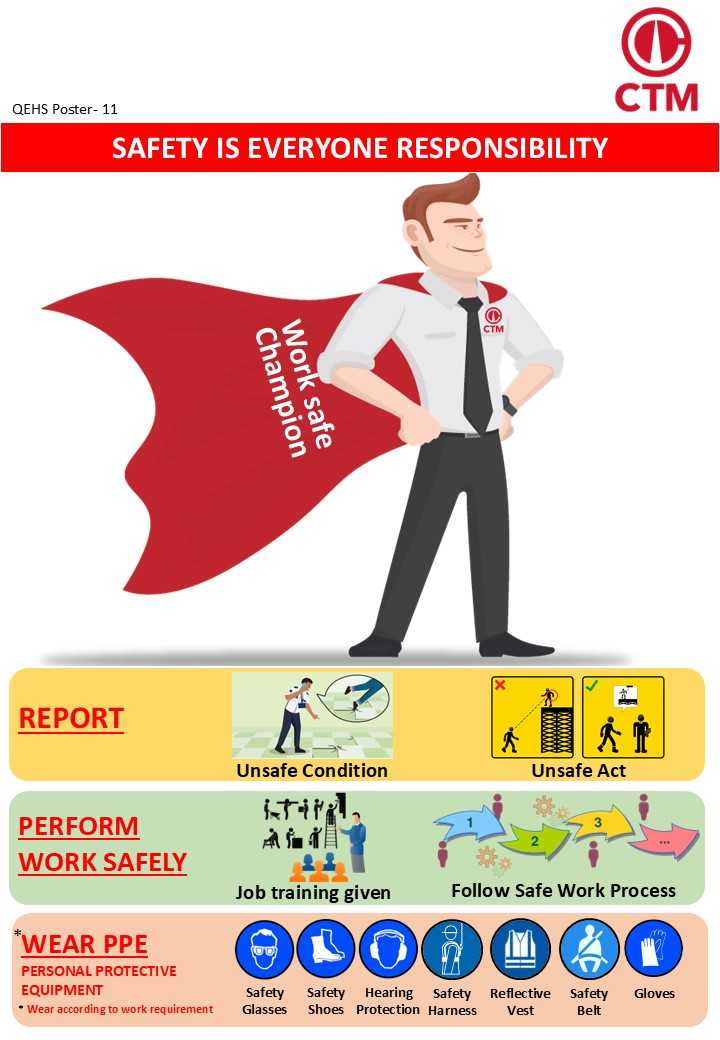 CTM
QEHS Poster- 11
SAFETY IS EVERYONE RESPONSIBILITY
CTM
Work safe
Champion
REPORT
Unsafe Condition
Unsafe Act
PERFORM
WORK SAFELY
1
2
3
...
Job training given
Follow Safe Work Process
*WEAR PPE
PERSONAL PROTECTIVE
EQUIPMENT
* Wear according to work requirement
Safety
Glasses
Safety
Shoes
Hearing
Protection
Safety
Harness
Reflective
Vest
Safety
Belt
Gloves